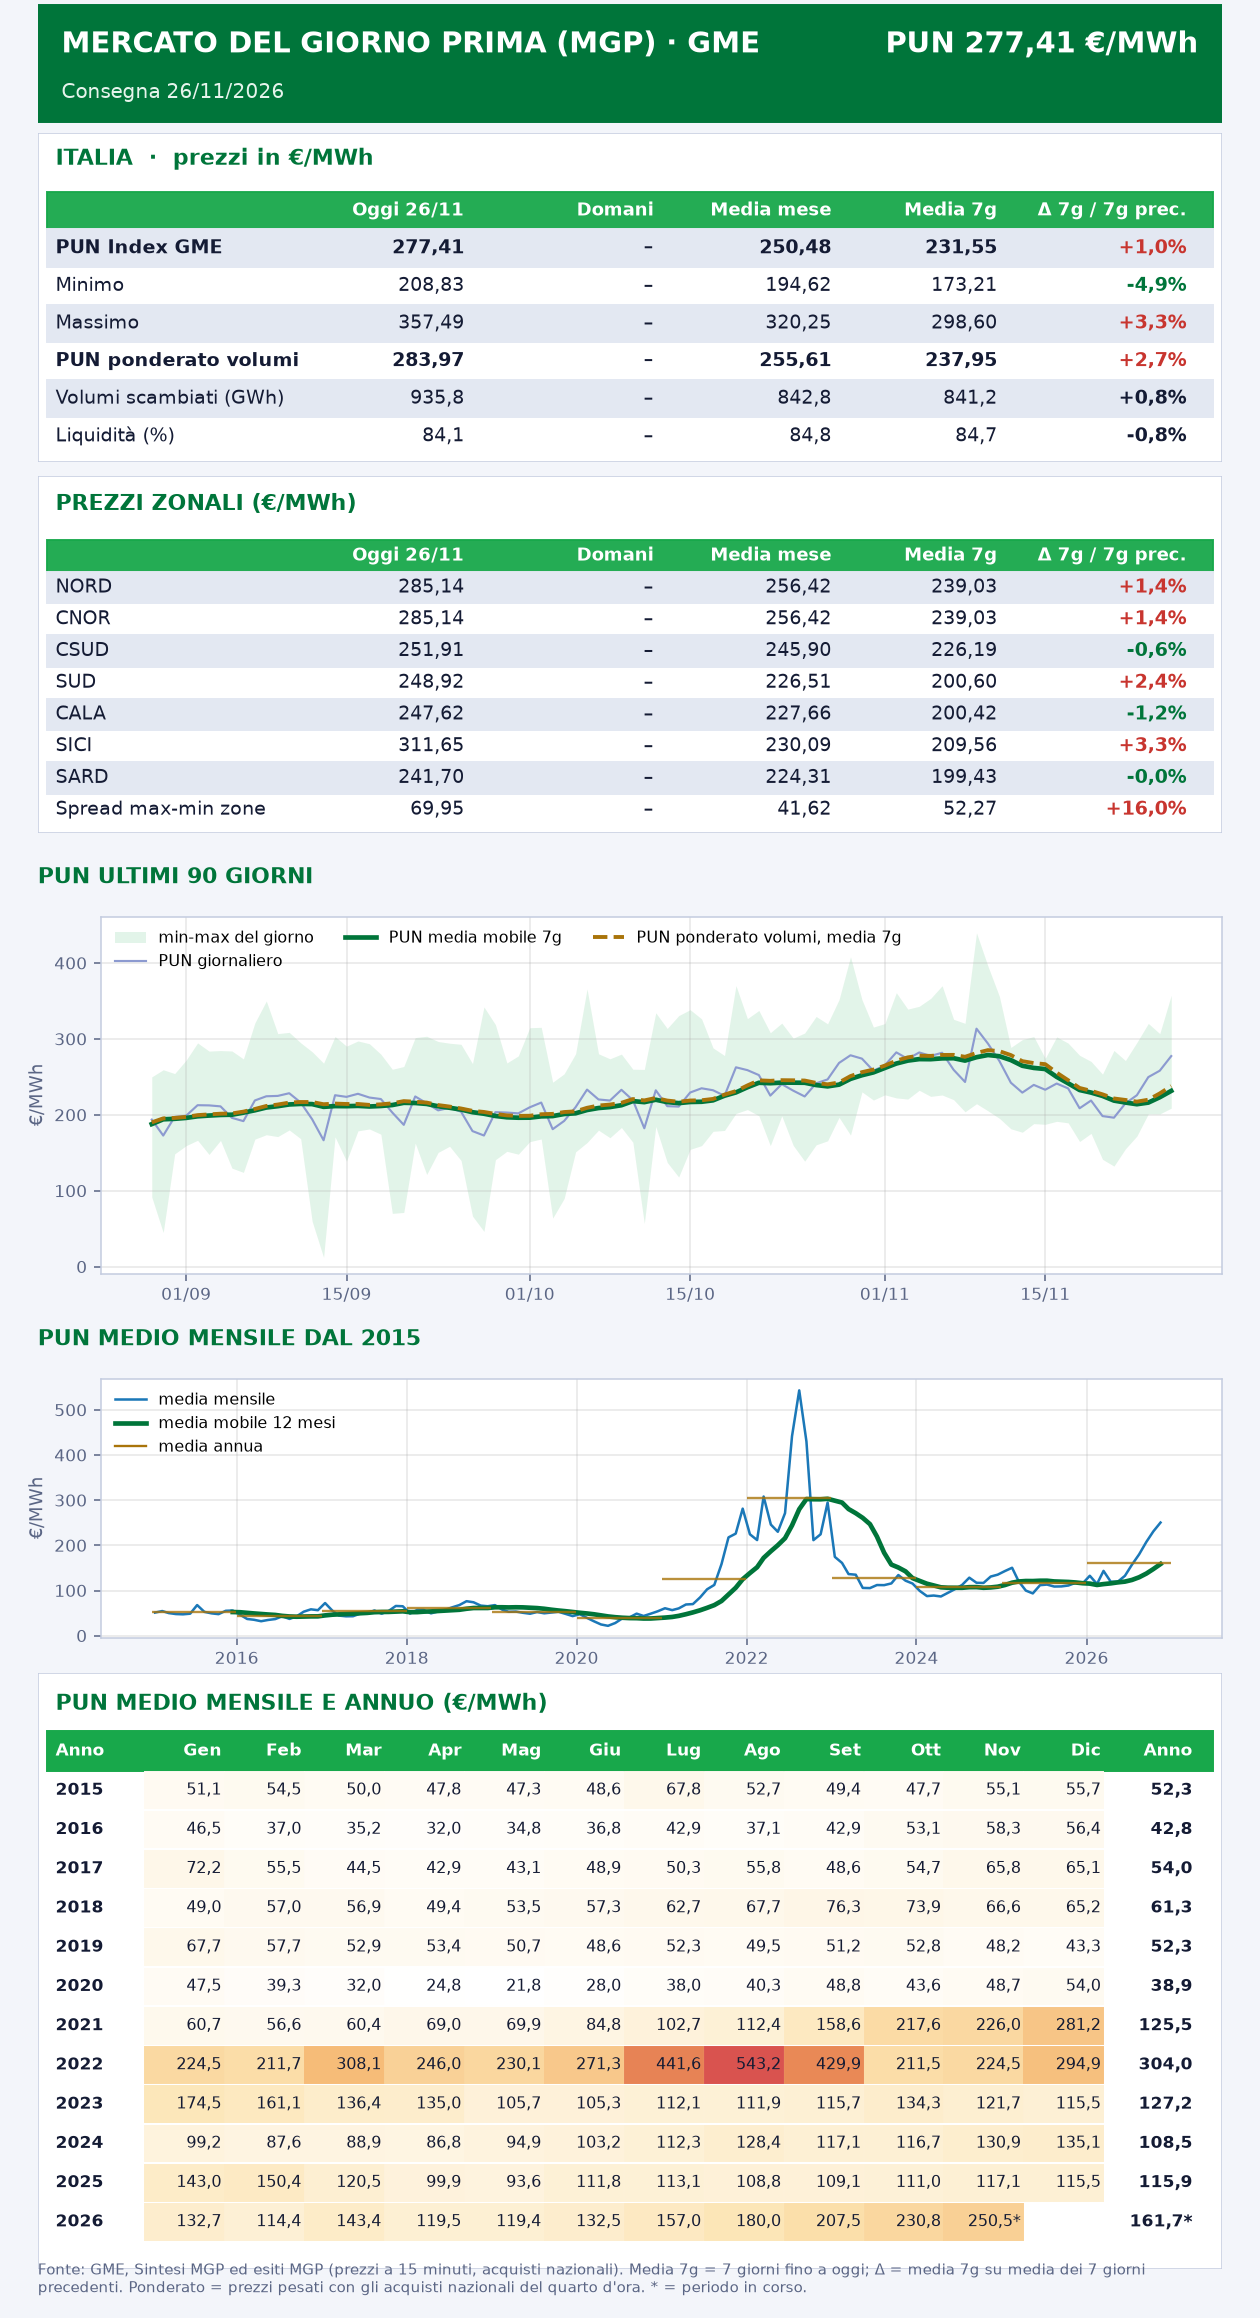 MERCATO DEL GIORNO PRIMA (MGP) · GME PUN 277,41 €/MWh
Consegna 26/11/2026
ITALIA · prezzi in €/MWh
Oggi 26/11 Domani Media mese Media 7g Δ 7g / 7g prec.
PUN Index GME 277,41 – 250,48 231,55 +1,0%
Minimo 208,83 – 194,62 173,21 -4,9%
Massimo 357,49 – 320,25 298,60 +3,3%
PUN ponderato volumi 283,97 – 255,61 237,95 +2,7%
Volumi scambiati (GWh) 935,8 – 842,8 841,2 +0,8%
Liquidità (%) 84,1 – 84,8 84,7 -0,8%
PREZZI ZONALI (€/MWh)
Oggi 26/11 Domani Media mese Media 7g Δ 7g / 7g prec.
NORD 285,14 – 256,42 239,03 +1,4%
CNOR 285,14 – 256,42 239,03 +1,4%
CSUD 251,91 – 245,90 226,19 -0,6%
SUD 248,92 – 226,51 200,60 +2,4%
CALA 247,62 – 227,66 200,42 -1,2%
SICI 311,65 – 230,09 209,56 +3,3%
SARD 241,70 – 224,31 199,43 -0,0%
Spread max-min zone 69,95 – 41,62 52,27 +16,0%
PUN ULTIMI 90 GIORNI
min-max del giorno PUN media mobile 7g PUN ponderato volumi, media 7g
PUN giornaliero
€/MWh
400
300
200
100
0
01/09 15/09 01/10 15/10 01/11 15/11
PUN MEDIO MENSILE DAL 2015
media mensile
media mobile 12 mesi
media annua
€/MWh
500
400
300
200
100
0
2016 2018 2020 2022 2024 2026
PUN MEDIO MENSILE E ANNUO (€/MWh)
Anno Gen Feb Mar Apr Mag Giu Lug Ago Set Ott Nov Dic Anno
2015 51,1 54,5 50,0 47,8 47,3 48,6 67,8 52,7 49,4 47,7 55,1 55,7 52,3
2016 46,5 37,0 35,2 32,0 34,8 36,8 42,9 37,1 42,9 53,1 58,3 56,4 42,8
2017 72,2 55,5 44,5 42,9 43,1 48,9 50,3 55,8 48,6 54,7 65,8 65,1 54,0
2018 49,0 57,0 56,9 49,4 53,5 57,3 62,7 67,7 76,3 73,9 66,6 65,2 61,3
2019 67,7 57,7 52,9 53,4 50,7 48,6 52,3 49,5 51,2 52,8 48,2 43,3 52,3
2020 47,5 39,3 32,0 24,8 21,8 28,0 38,0 40,3 48,8 43,6 48,7 54,0 38,9
2021 60,7 56,6 60,4 69,0 69,9 84,8 102,7 112,4 158,6 217,6 226,0 281,2 125,5
2022 224,5 211,7 308,1 246,0 230,1 271,3 441,6 543,2 429,9 211,5 224,5 294,9 304,0
2023 174,5 161,1 136,4 135,0 105,7 105,3 112,1 111,9 115,7 134,3 121,7 115,5 127,2
2024 99,2 87,6 88,9 86,8 94,9 103,2 112,3 128,4 117,1 116,7 130,9 135,1 108,5
2025 143,0 150,4 120,5 99,9 93,6 111,8 113,1 108,8 109,1 111,0 117,1 115,5 115,9
2026 132,7 114,4 143,4 119,5 119,4 132,5 157,0 180,0 207,5 230,8 250,5* 161,7*
Fonte: GME, Sintesi MGP ed esiti MGP (prezzi a 15 minuti, acquisti nazionali). Media 7g = 7 giorni fino a oggi; Δ = media 7g su media dei 7 giorni
precedenti. Ponderato = prezzi pesati con gli acquisti nazionali del quarto d'ora. * = periodo in corso.